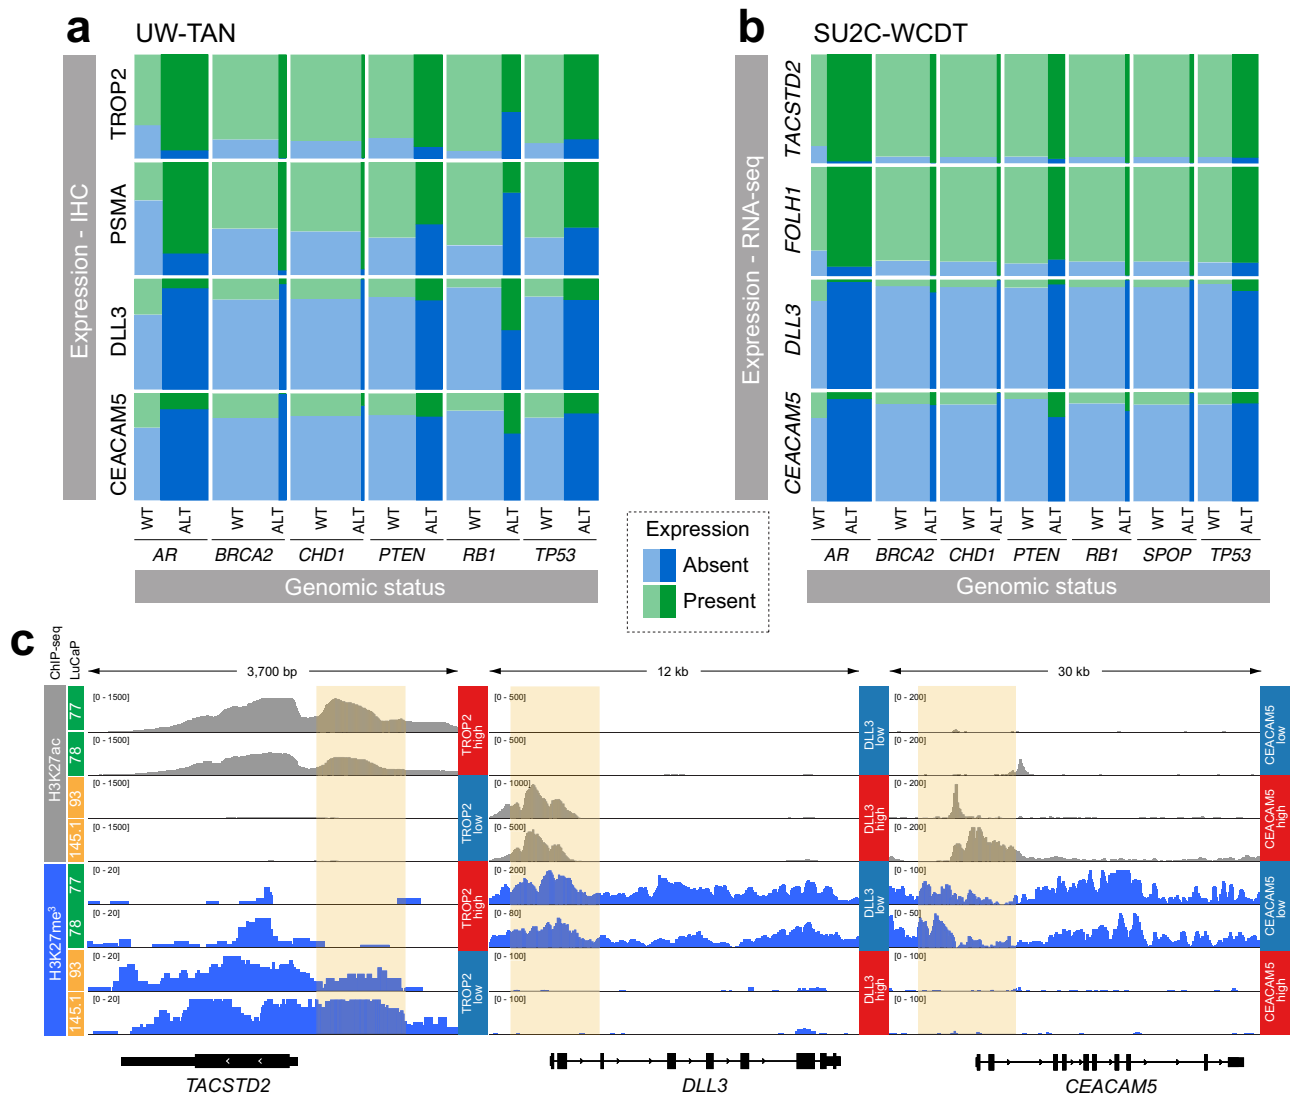 a
UW-TAN
Expression - IHC
TROP2
PSMA
DLL3
CEACAM5
WT
ALT
WT
ALT
WT
ALT
WT
ALT
WT
ALT
WT
ALT
AR
BRCA2
CHD1
PTEN
RB1
TP53
Genomic status
b
SU2C-WCDT
Expression - RNA-seq
TACSTD2
FOLH1
DLL3
CEACAM5
WT
ALT
WT
ALT
WT
ALT
WT
ALT
WT
ALT
WT
ALT
WT
ALT
AR
BRCA2
CHD1
PTEN
RB1
SPOP
TP53
Genomic status
Expression
Absent
Present
c
ChIP-seq
LuCaP
3,700 bp
12 kb
30 kb
H3K27ac
77
[0 - 1500]
[0 - 500]
[0 - 200]
78
[0 - 1500]
[0 - 500]
[0 - 200]
93
[0 - 1500]
[0 - 1000]
[0 - 200]
145.1
[0 - 1500]
[0 - 500]
[0 - 200]
TROP2
high
DLL3
low
CEACAM5
low
TROP2
low
DLL3
high
CEACAM5
high
H3K27me³
77
[0 - 20]
[0 - 200]
[0 - 100]
78
[0 - 20]
[0 - 80]
[0 - 50]
93
[0 - 20]
[0 - 100]
[0 - 100]
145.1
[0 - 20]
[0 - 100]
[0 - 100]
TROP2
high
DLL3
low
CEACAM5
low
TROP2
low
DLL3
high
CEACAM5
high
TACSTD2
DLL3
CEACAM5